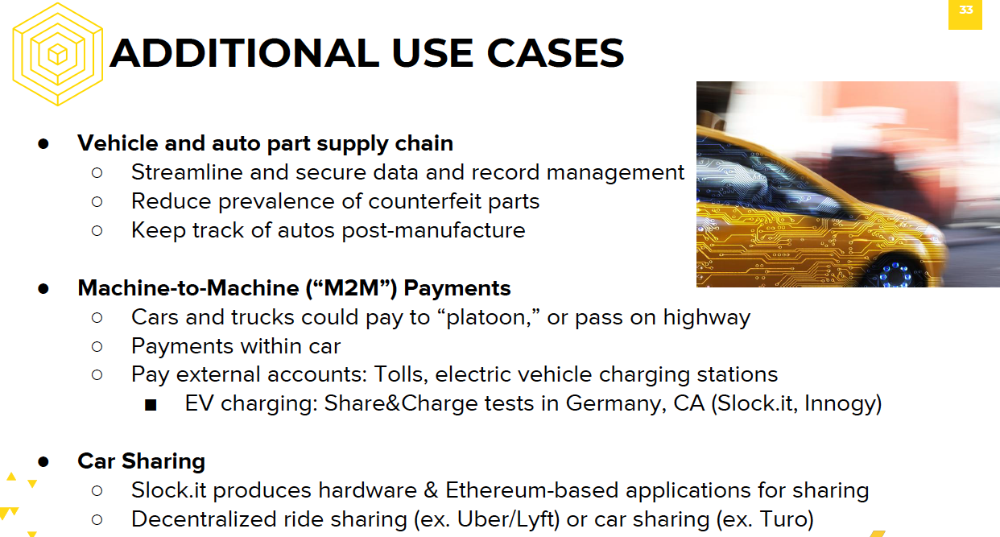 33
ADDITIONAL USE CASES
● Vehicle and auto part supply chain
○ Streamline and secure data and record management
○ Reduce prevalence of counterfeit parts
○ Keep track of autos post-manufacture
● Machine-to-Machine (“M2M”) Payments
○ Cars and trucks could pay to “platoon,” or pass on highway
○ Payments within car
○ Pay external accounts: Tolls, electric vehicle charging stations
■ EV charging: Share&Charge tests in Germany, CA (Slock.it, Innogy)
● Car Sharing
○ Slock.it produces hardware & Ethereum-based applications for sharing
○ Decentralized ride sharing (ex. Uber/Lyft) or car sharing (ex. Turo)